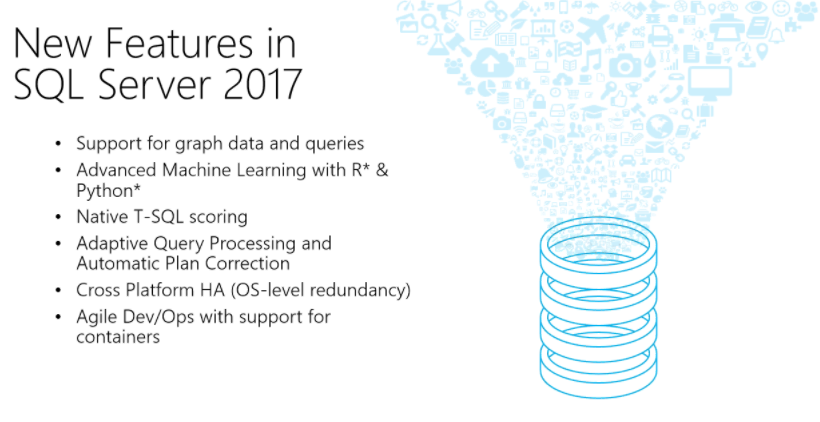 New Features in
SQL Server 2017
• Support for graph data and queries
• Advanced Machine Learning with R* &
Python*
• Native T-SQL scoring
• Adaptive Query Processing and
Automatic Plan Correction
• Cross Platform HA (OS-level redundancy)
• Agile Dev/Ops with support for
containers